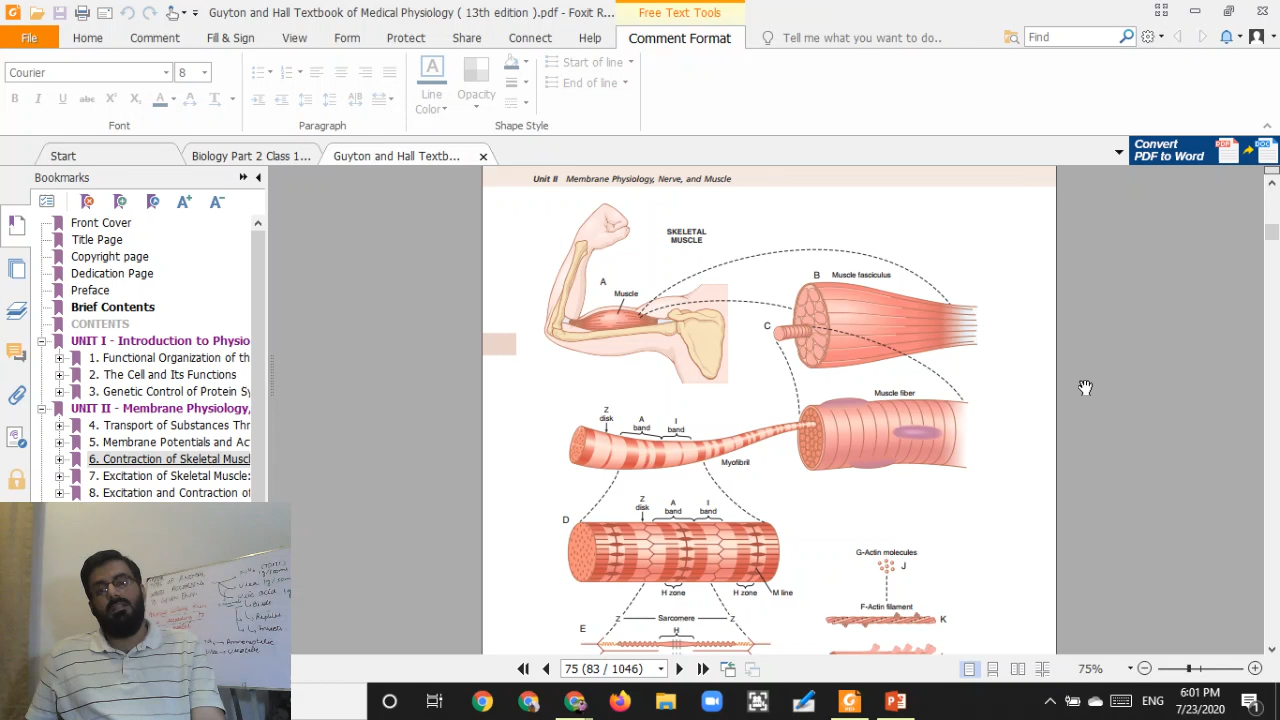 Guyton and Hall Textbook of Medical Physiology ( 13th edition ).pdf - Foxit R...
Free Text Tools
File
Home
Comment
Fill & Sign
View
Form
Protect
Share
Connect
Help
Comment Format
Tell me what you want to do..
Find
Courier
8
Start of line
End of line
Line
Color
Opacity
Font
Paragraph
Shape Style
Start
Biology Part 2 Class 1...
Guyton and Hall Textb...
Convert
PDF to Word
Bookmarks
Front Cover
Title Page
Dedication Page
Preface
Brief Contents
CONTENTS
UNIT I - Introduction to Physio
1. Functional Organization of th
2. The Cell and Its Functions
3. Genetic Control of Protein Sy
UNIT II - Membrane Physiology,
4. Transport of Substances Thr
5. Membrane Potentials and Ac
6. Contraction of Skeletal Muscl
7. Excitation of Skeletal Muscle:
8. Excitation and Contraction of
Unit II Membrane Physiology, Nerve, and Muscle
SKELETAL
MUSCLE
A
Muscle
B Muscle fasciculus
C
Muscle fiber
Z
disk
A
band
I
band
Myofibril
D
Z
disk
A
band
I
band
H zone
H zone
M line
G-Actin molecules
J
F-Actin filament
K
E
Z
Sarcomere
Z
H
75 (83 / 1046)
75%
ENG
6:01 PM
7/23/2020